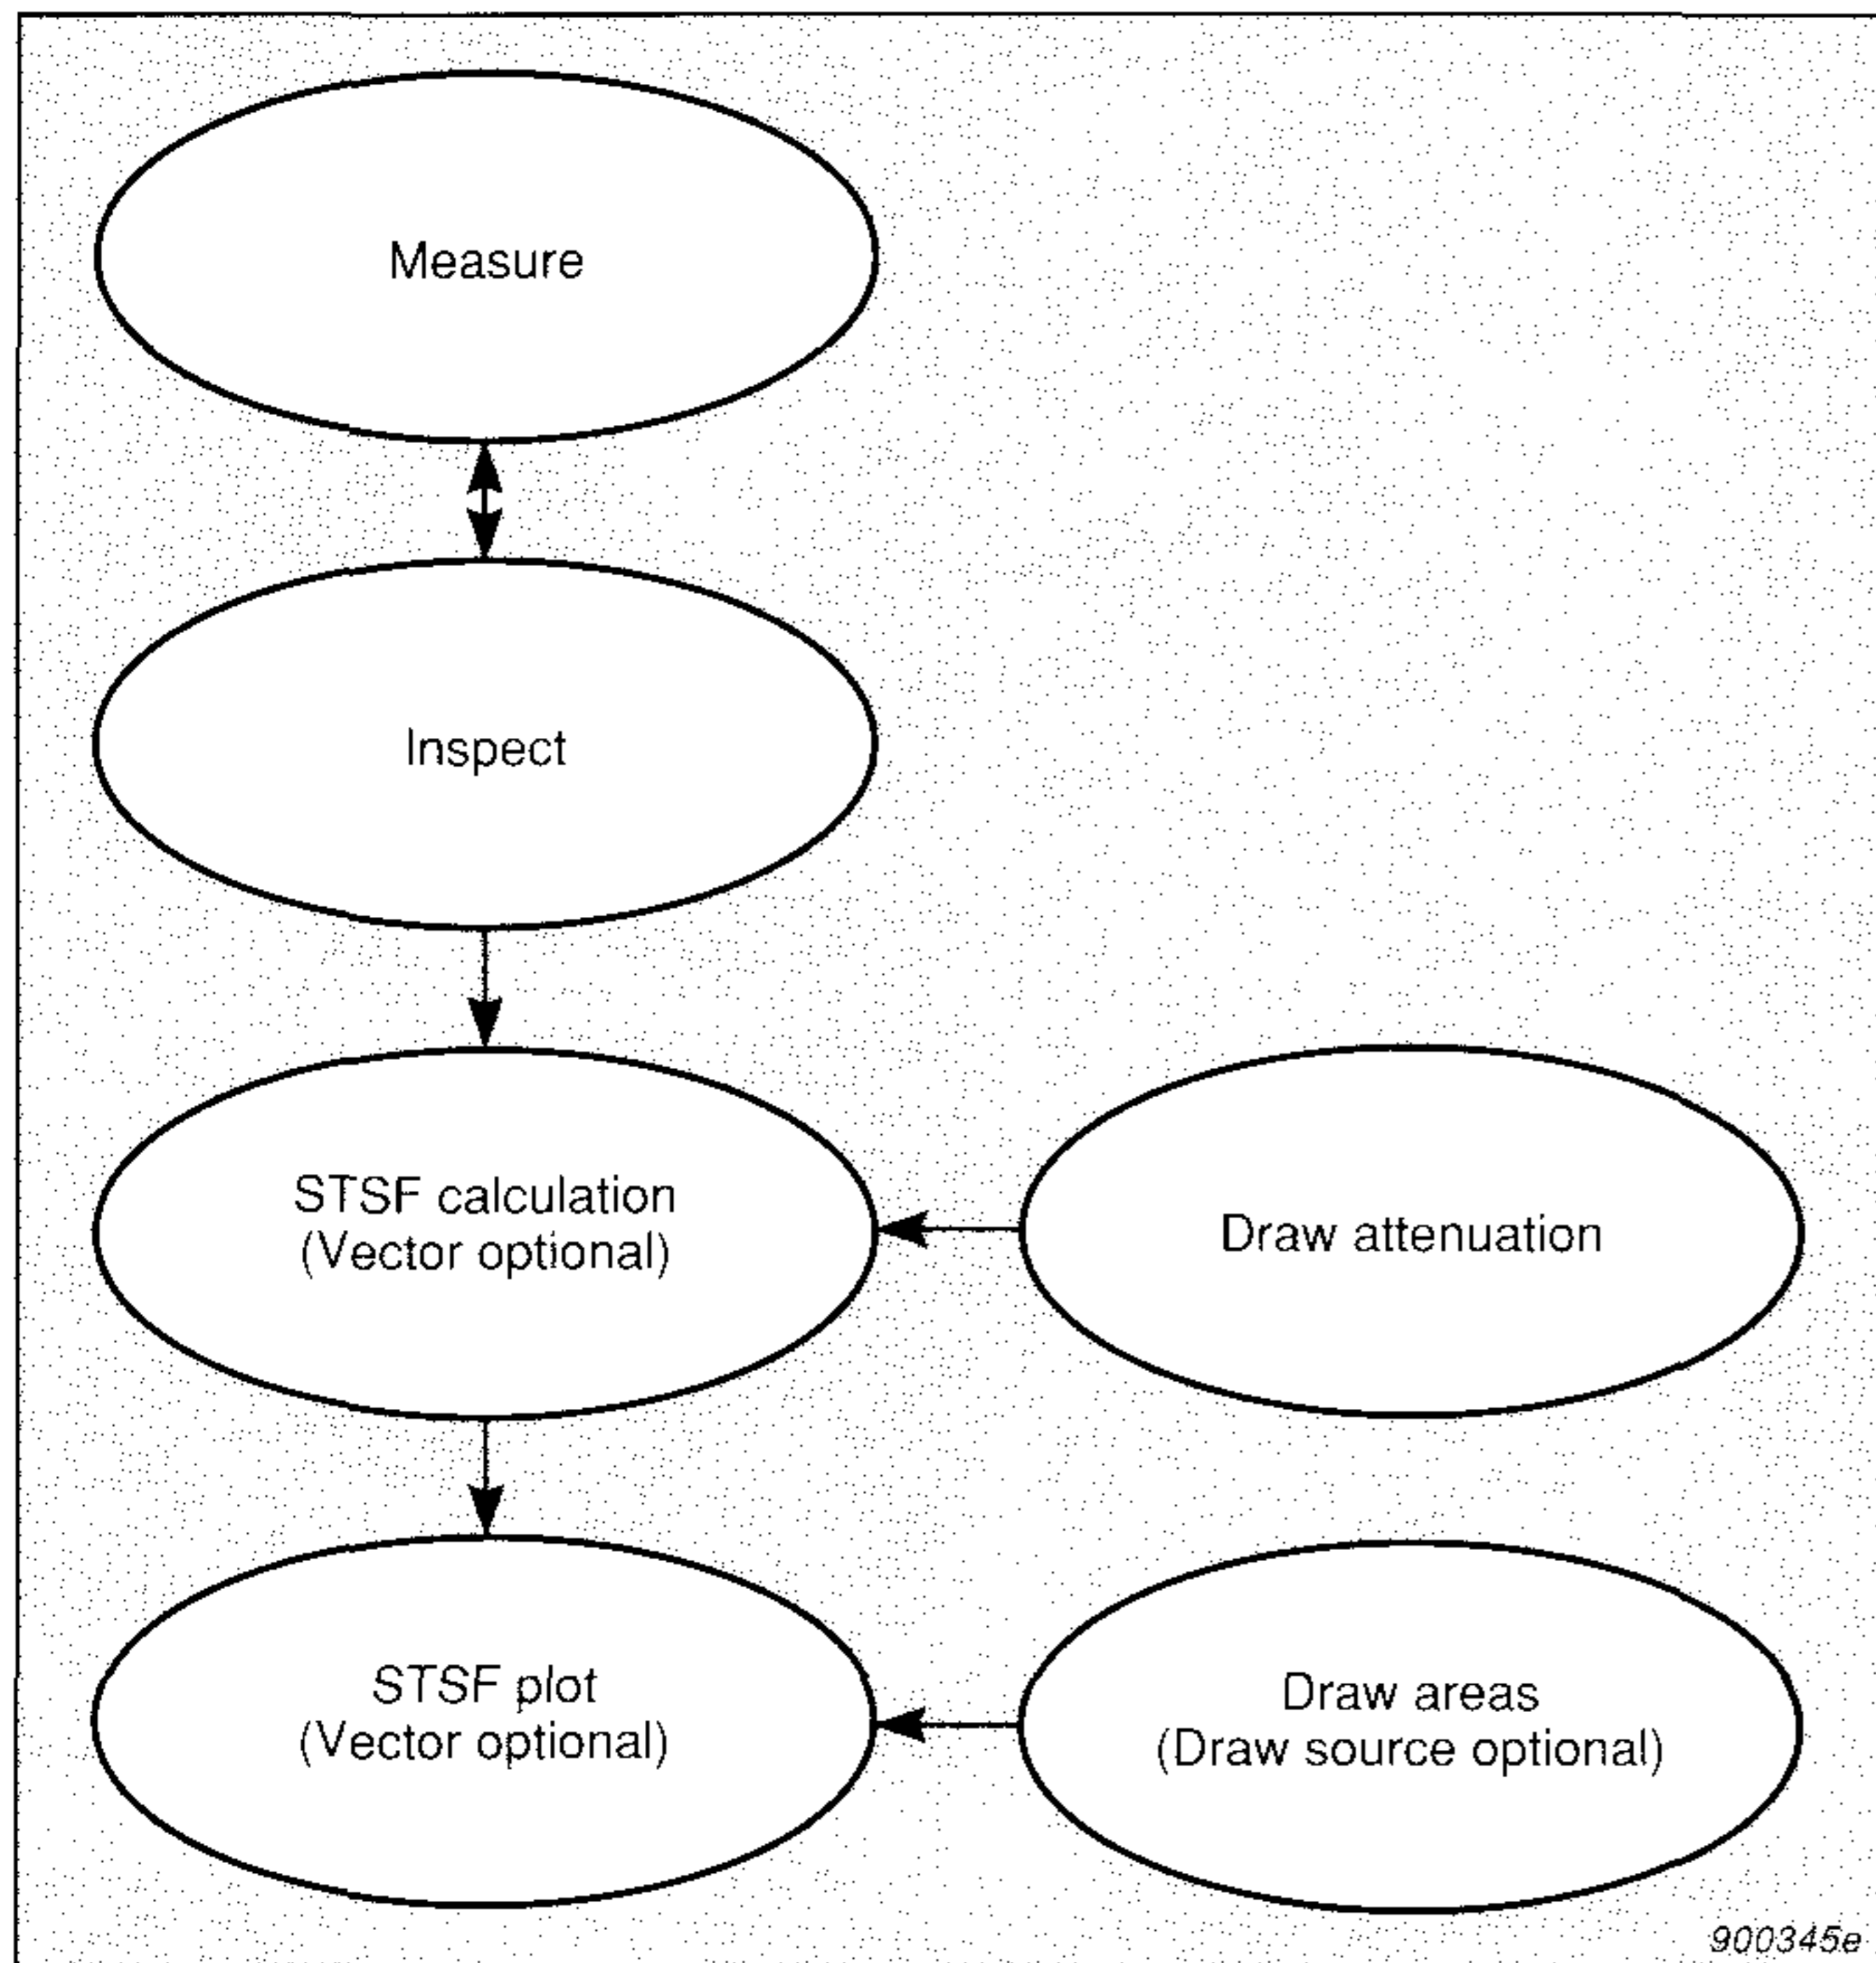 Measure
Inspect
STSF calculation
(Vector optional)
Draw attenuation
STSF plot
(Vector optional)
Draw areas
(Draw source optional)
900345e